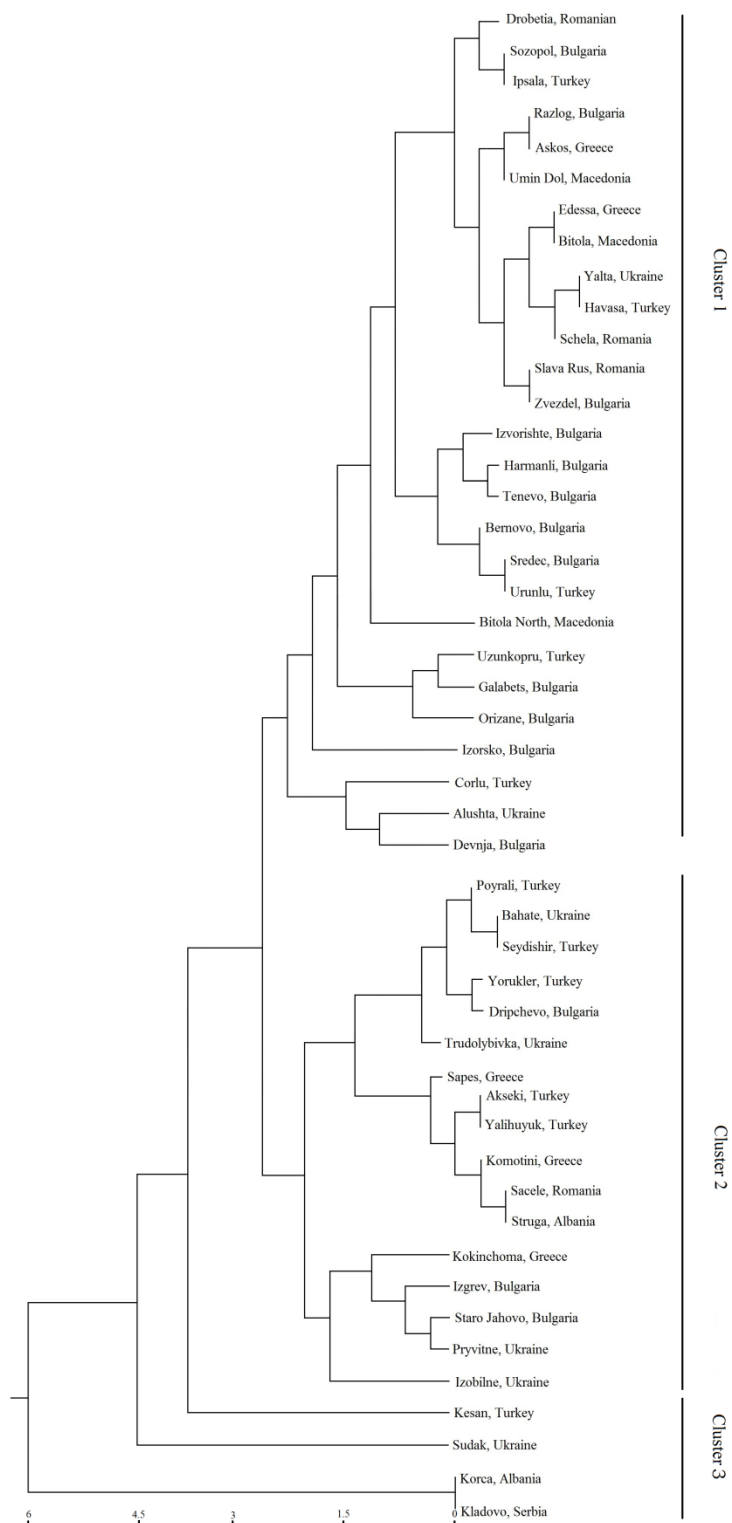 Drobetia, Romanian
Sozopol, Bulgaria
Ipsala, Turkey
Razlog, Bulgaria
Askos, Greece
Umin Dol, Macedonia
Edessa, Greece
Bitola, Macedonia
Yalta, Ukraine
Havasa, Turkey
Schela, Romania
Slava Rus, Romania
Zvezdel, Bulgaria
Izvorishte, Bulgaria
Harmanli, Bulgaria
Tenevo, Bulgaria
Bernovo, Bulgaria
Sredec, Bulgaria
Urunlu, Turkey
Bitola North, Macedonia
Uzunkopru, Turkey
Galabets, Bulgaria
Orizane, Bulgaria
Izorsko, Bulgaria
Corlu, Turkey
Alushta, Ukraine
Devnja, Bulgaria
Cluster 1
Poyrali, Turkey
Bahate, Ukraine
Seydishir, Turkey
Yorukler, Turkey
Dripchevo, Bulgaria
Trudolybivka, Ukraine
Sapes, Greece
Akseki, Turkey
Yalihuyuk, Turkey
Komotini, Greece
Sacele, Romania
Struga, Albania
Kokinchoma, Greece
Izgrev, Bulgaria
Staro Jahovo, Bulgaria
Pryvitne, Ukraine
Izobilne, Ukraine
Cluster 2
Kesan, Turkey
Sudak, Ukraine
Korca, Albania
Kladovo, Serbia
Cluster 3
6 4.5 3 1.5 0